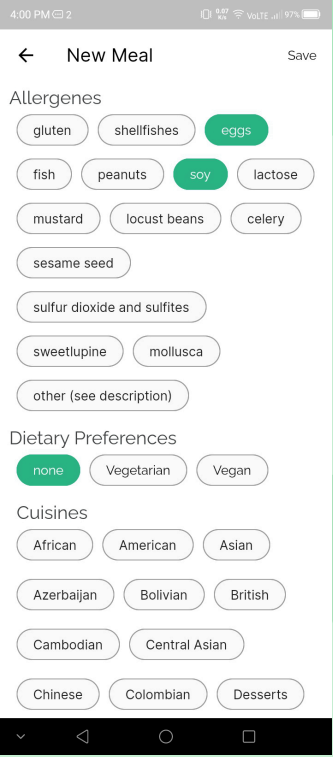 4:00 PM 2 0.07 K/s VoLTE 97%
New Meal Save
Allergenes
gluten shellfishes eggs
fish peanuts soy lactose
mustard locust beans celery
sesame seed
sulfur dioxide and sulfites
sweetlupine mollusca
other (see description)
Dietary Preferences
none Vegetarian Vegan
Cuisines
African American Asian
Azerbaijan Bolivian British
Cambodian Central Asian
Chinese Colombian Desserts